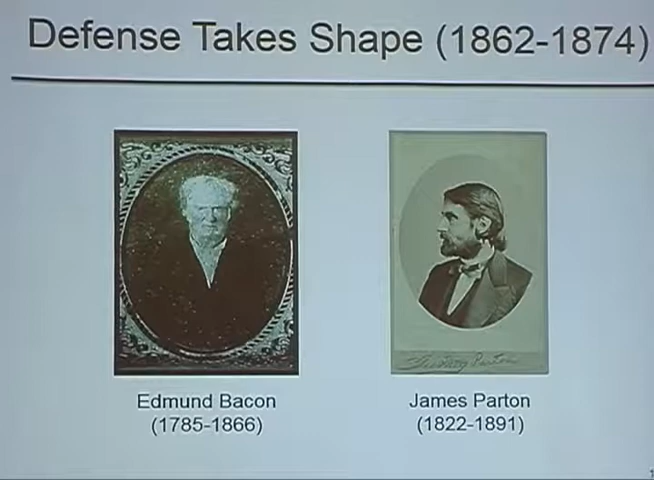 Defense Takes Shape (1862-1874)
Edmund Bacon
(1785-1866)
James Parton
(1822-1891)